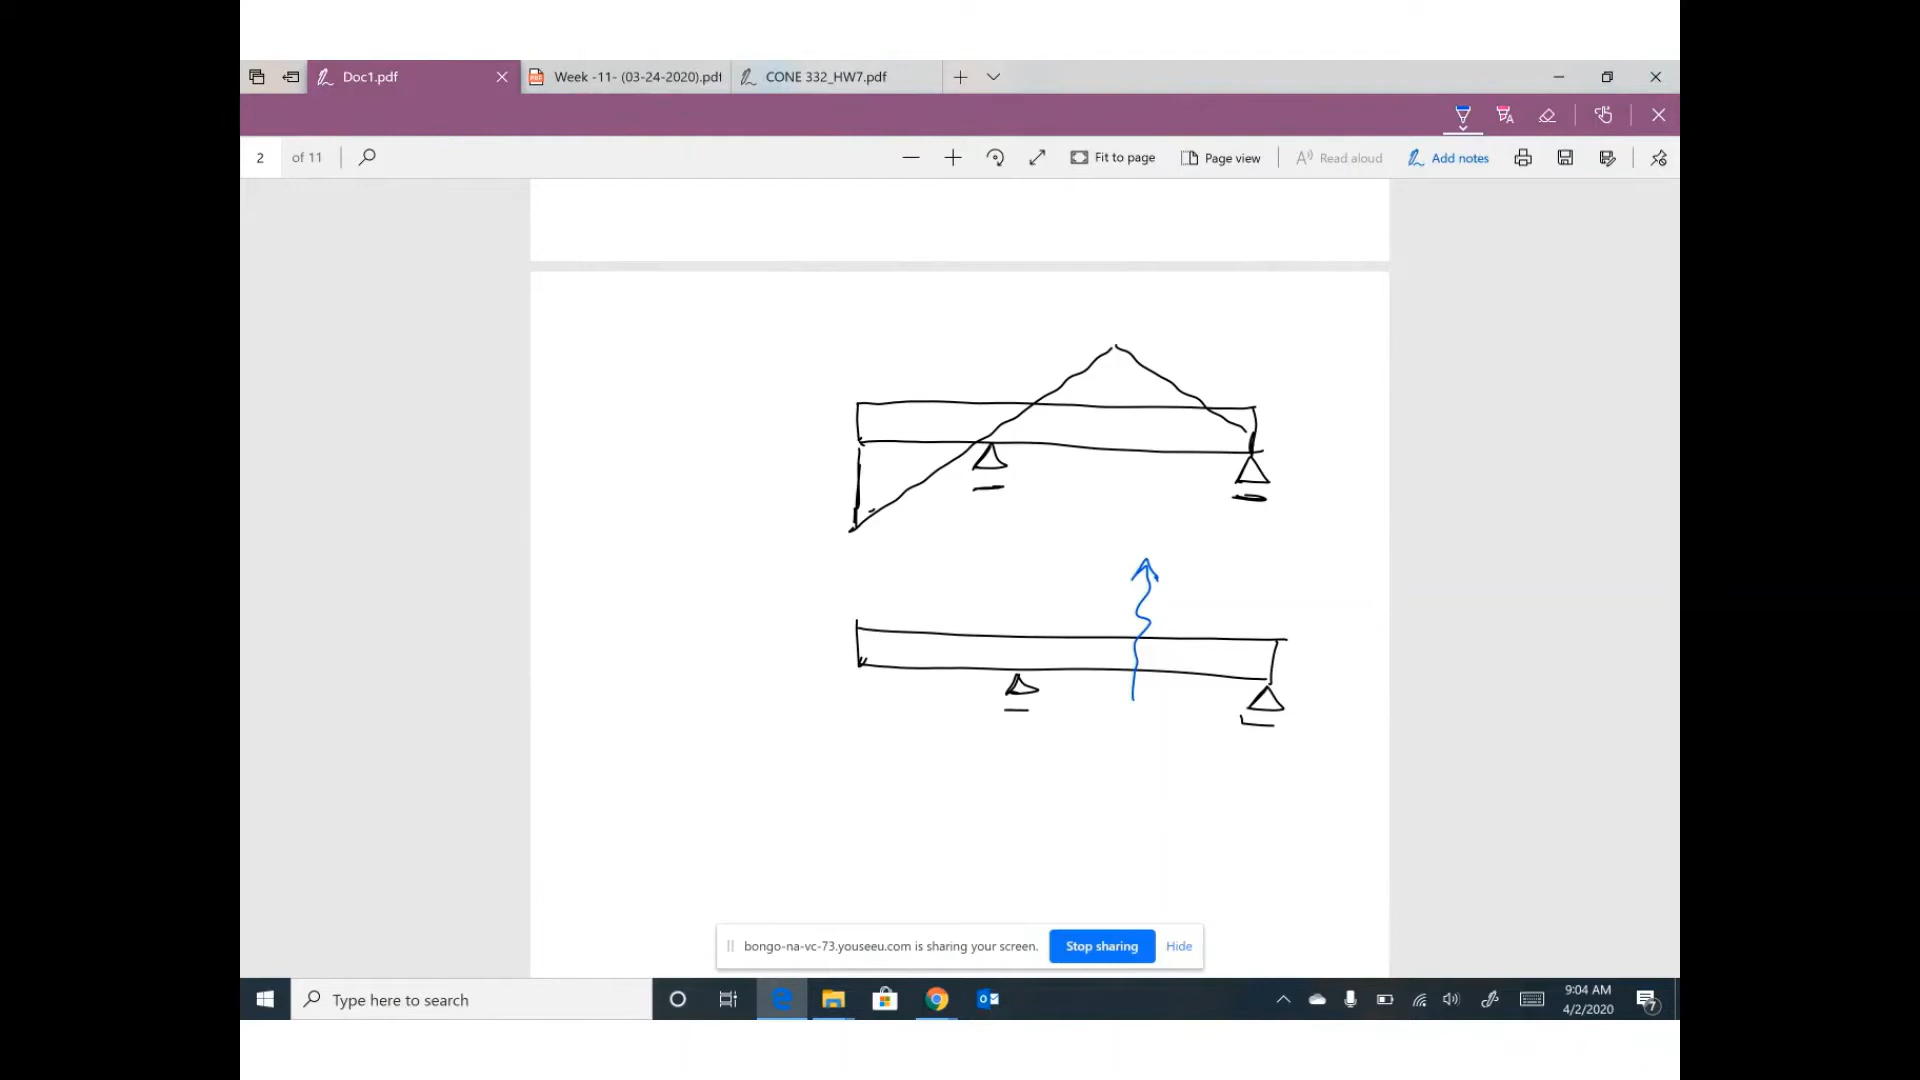 Doc1.pdf
Week -11- (03-24-2020).pdf
CONE 332_HW7.pdf
2 of 11
Fit to page
Page view
Read aloud
Add notes
bongo-na-vc-73.youseeu.com is sharing your screen.
Stop sharing
Hide
Type here to search
9:04 AM
4/2/2020
7